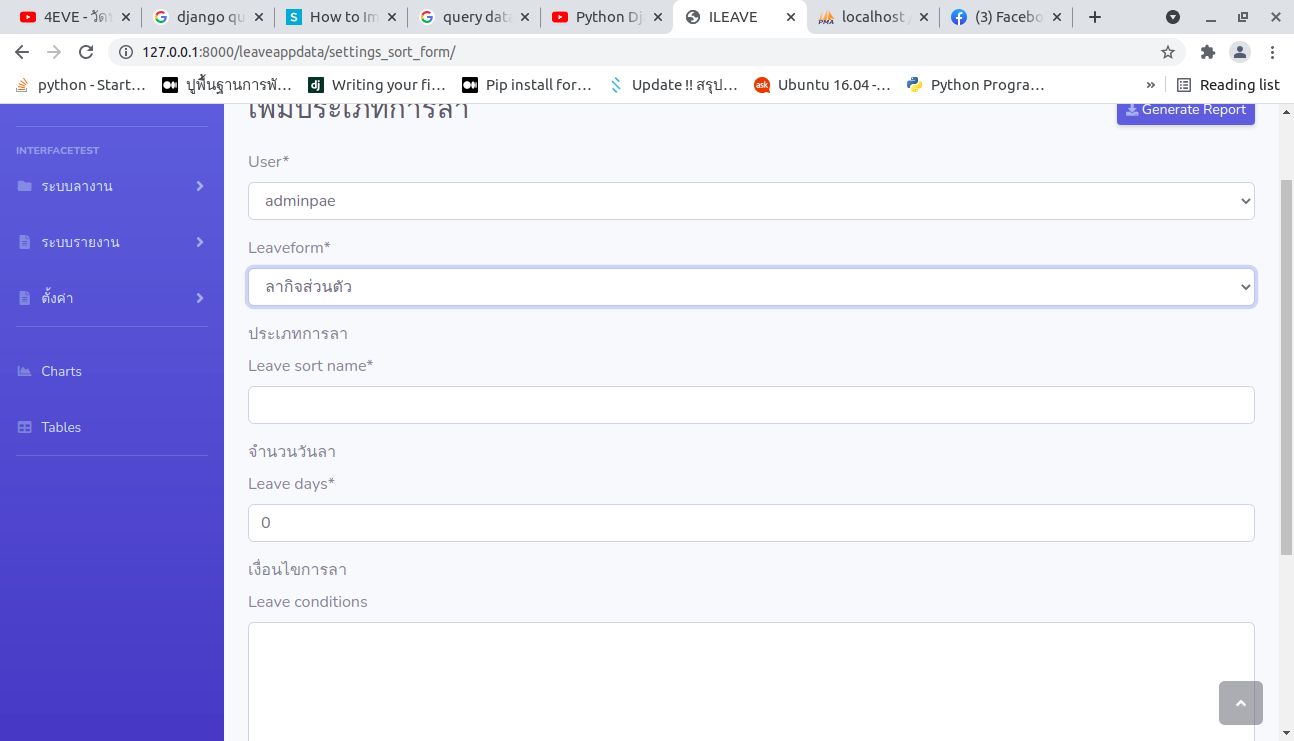 4EVE - วัดา
django qu
How to Im
query data
Python Dj
ILEAVE
localhost /
(3) Facebo
127.0.0.1:8000/leaveappdata/settings_sort_form/
python - Start…
ปูพื้นฐานการพั…
Writing your fi…
Pip install for…
Update !! สรุป…
Ubuntu 16.04 -…
Python Progra…
»
Reading list
เพิ่มประเภทการลา
Generate Report
INTERFACETEST
ระบบลางาน
ระบบรายงาน
ตั้งค่า
Charts
Tables
User*
adminpae
Leaveform*
ลากิจส่วนตัว
ประเภทการลา
Leave sort name*
จำนวนวันลา
Leave days*
0
เงื่อนไขการลา
Leave conditions